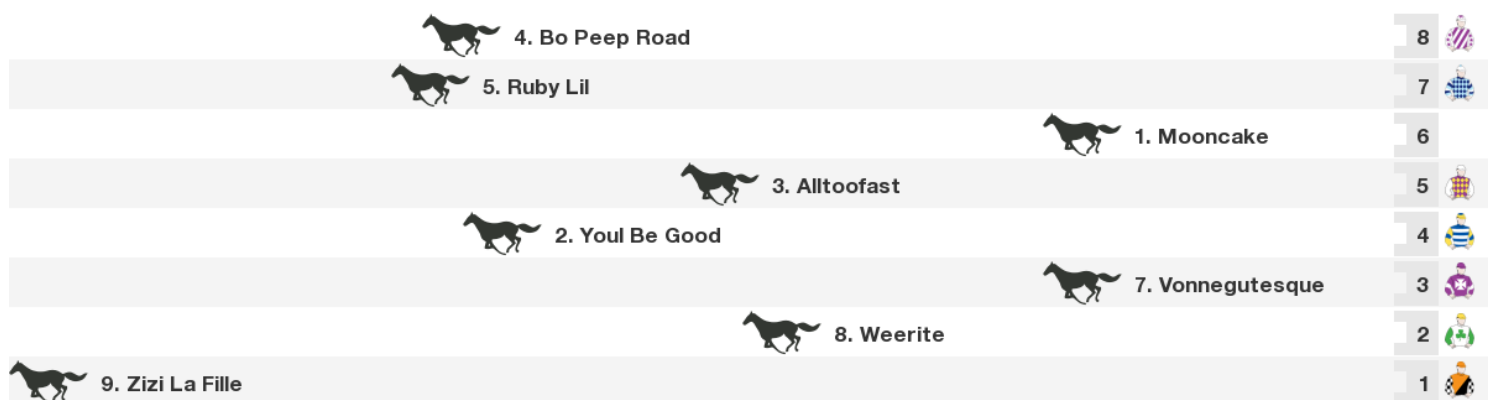 4. Bo Peep Road 8
5. Ruby Lil 7
1. Mooncake 6
3. Alltoofast 5
2. Youl Be Good 4
7. Vonnegutesque 3
8. Weerite 2
9. Zizi La Fille 1